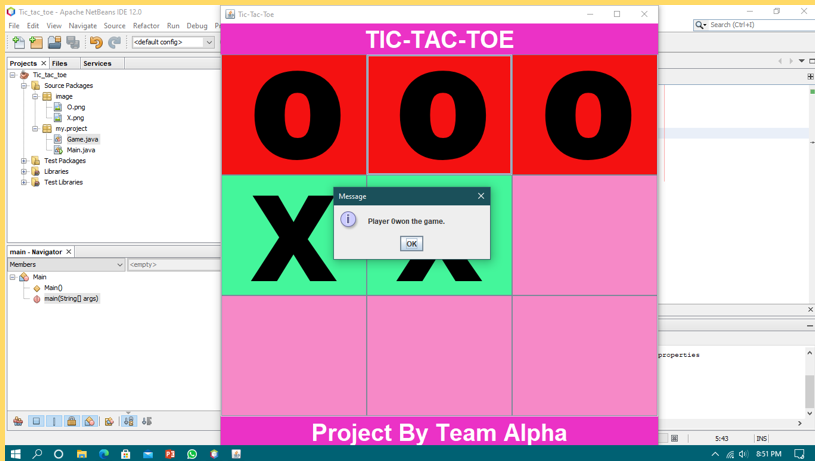 Tic_tac_toe - Apache NetBeans IDE 12.0
File Edit View Navigate Source Refactor Run Debug
<default config>
Search (Ctrl+I)
Projects
Files
Services
Tic_tac_toe
Source Packages
image
O.png
X.png
my.project
Game.java
Main.java
Test Packages
Libraries
Test Libraries
main - Navigator
Members
<empty>
Main
Main()
main(String[] args)
Tic-Tac-Toe
TIC-TAC-TOE
O O O
X X
Message
Player 0won the game.
OK
Project By Team Alpha
properties
5:43
INS
8:51 PM